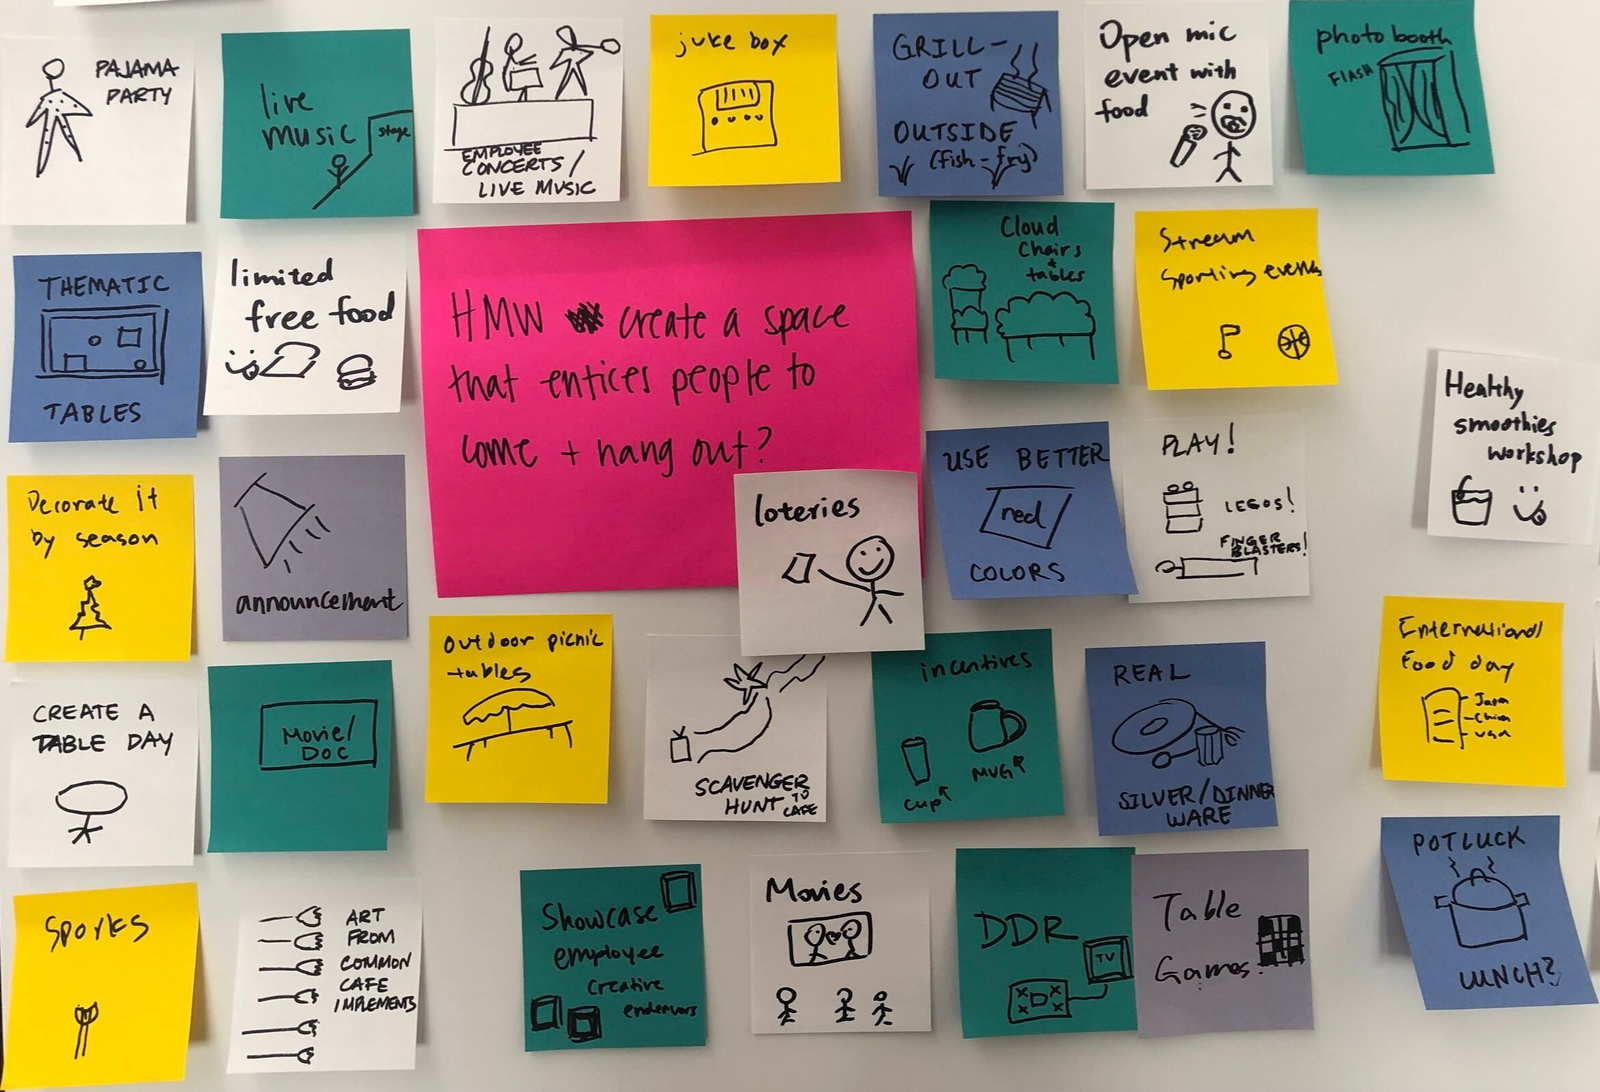 PAJAMA
PARTY
live
music
stage
EMPLOYEE
CONCERTS/
LIVE MUSIC
juke box
GRILL-
OUT
OUTSIDE
(fish-fry)
Open mic
event with
food
photo booth
FLASH
THEMATIC
TABLES
limited
free food
HMW create a space
that entices people to
come + hang out?
Cloud
Chairs
+
tables
Stream
Sporting events
Healthy
smoothies
workshop
Decorate it
by season
announcement
loteries
USE BETTER
red
COLORS
PLAY!
LEGOS!
FINGER
BLASTERS!
CREATE A
TABLE DAY
Movie/
DOC
outdoor picnic
tables
SCAVENGER
HUNT TO
CAFE
incentives
cup
MUG
REAL
SILVER/DINNER
WARE
Enternational
Food day
Japan
China
USA
Sporks
ART
FROM
COMMON
CAFE
IMPLEMENTS
Showcase
employee
creative
endeavors
Movies
DDR
TV
Table
Games
POTLUCK
LUNCH?